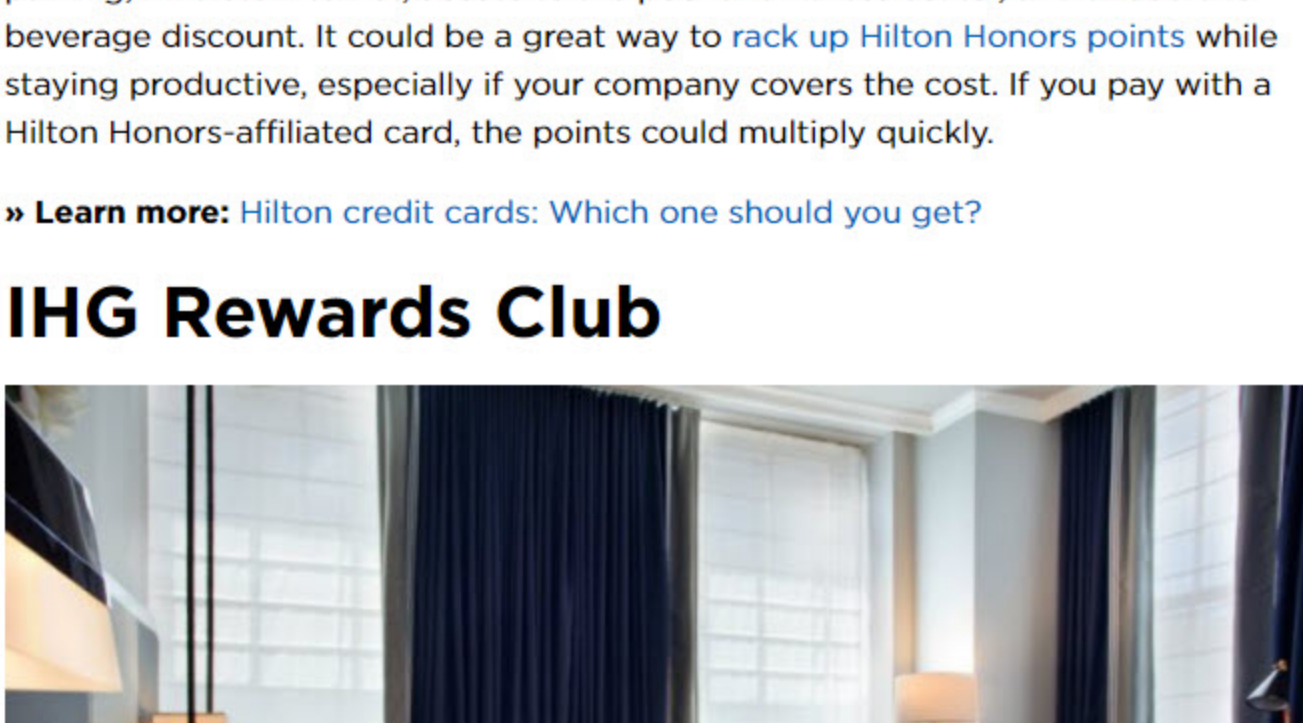 beverage discount. It could be a great way to rack up Hilton Honors points while
staying productive, especially if your company covers the cost. If you pay with a
Hilton Honors-affiliated card, the points could multiply quickly.
» Learn more: Hilton credit cards: Which one should you get?
IHG Rewards Club